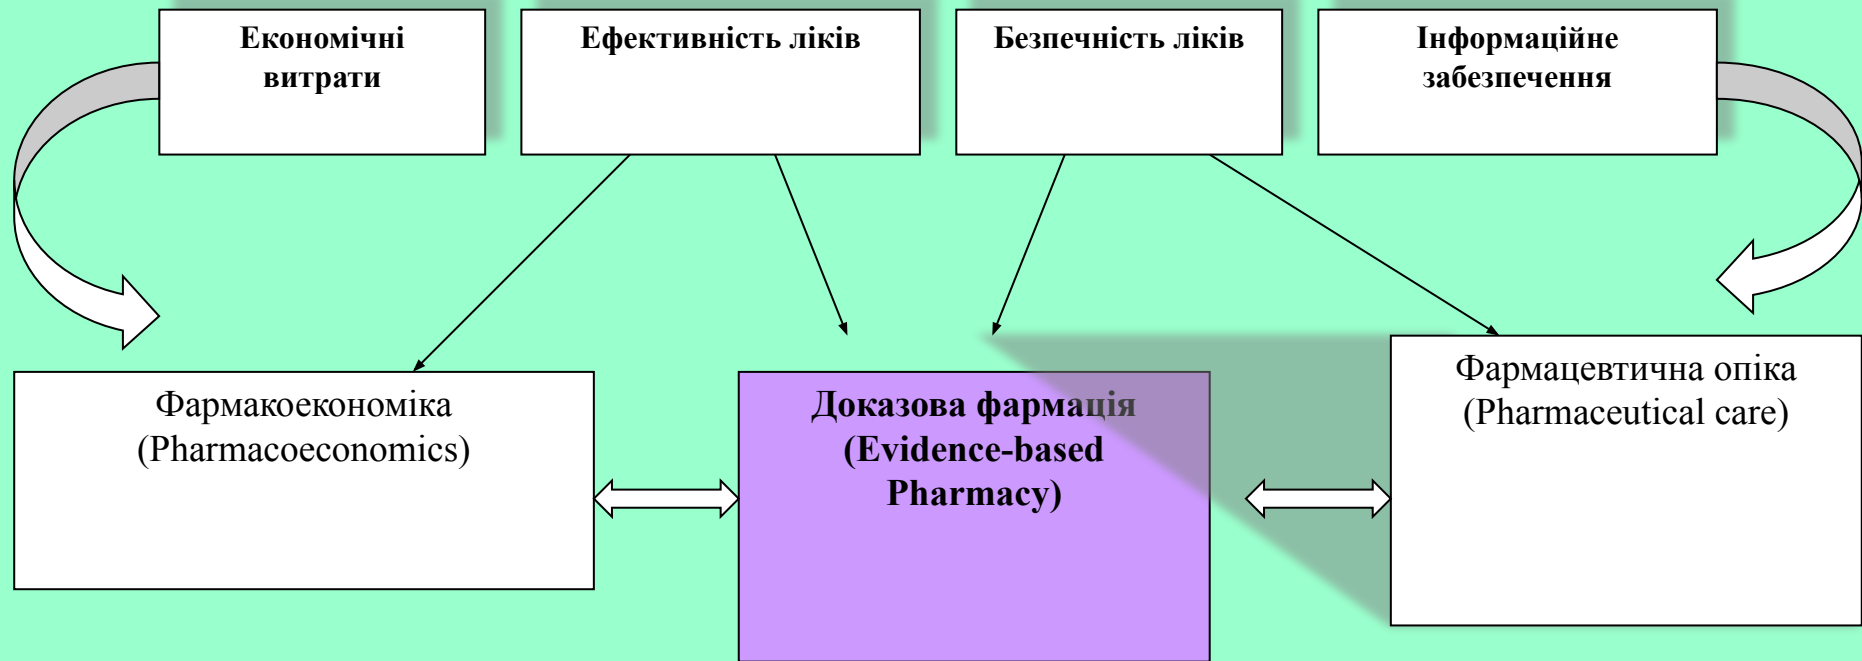 Економічні
витрати
Ефективність ліків
Безпечність ліків
Інформаційне
забезпечення
Фармакоекономіка
(Pharmacoeconomics)
Доказова фармація
(Evidence-based
Pharmacy)
Фармацевтична опіка
(Pharmaceutical care)